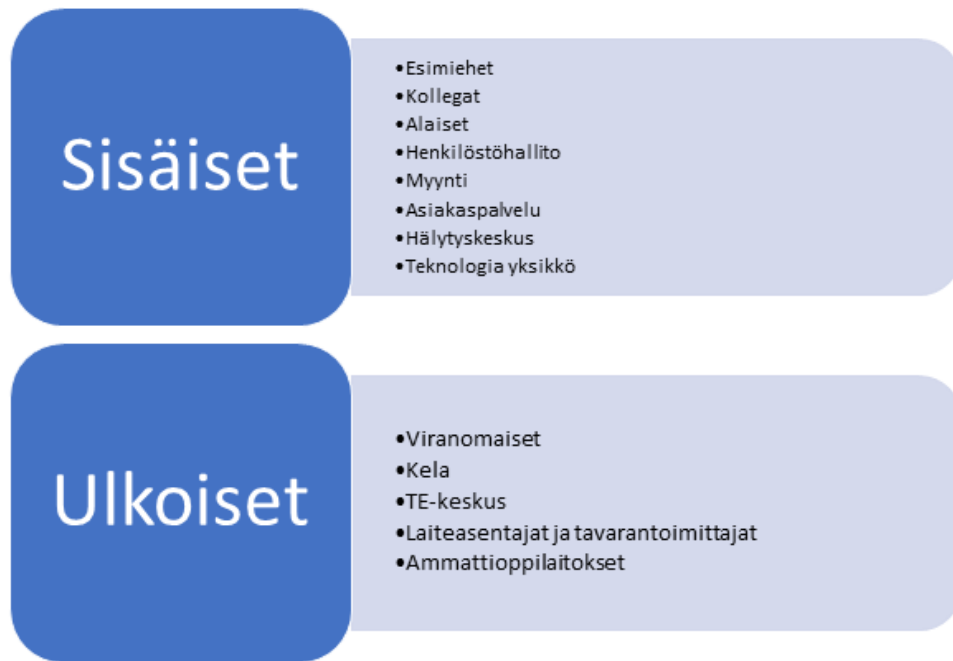 Sisäiset
•Esimiehet
•Kollegat
•Alaiset
•Henkilöstöhallito
•Myynti
•Asiakaspalvelu
•Hälytyskeskus
•Teknologia yksikkö
Ulkoiset
•Viranomaiset
•Kela
•TE-keskus
•Laiteasentajat ja tavarantoimittajat
•Ammattioppilaitokset